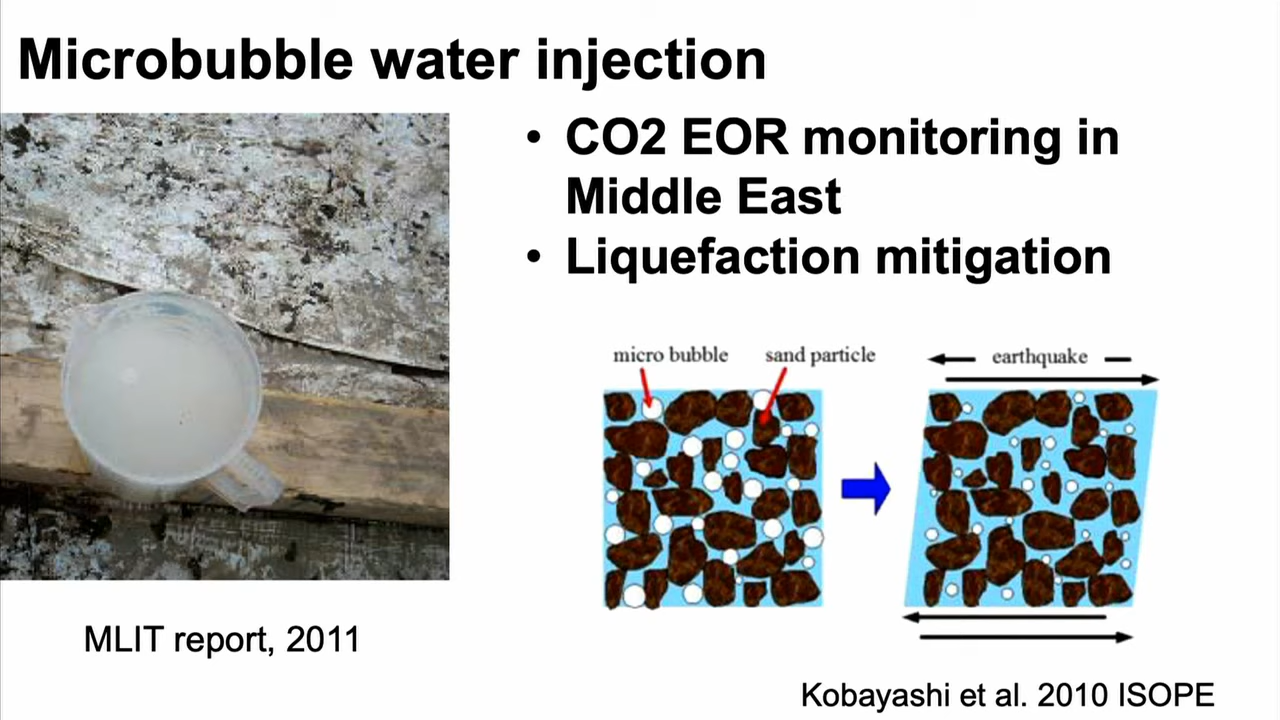 Microbubble water injection
• CO2 EOR monitoring in
Middle East
• Liquefaction mitigation
micro bubble
sand particle
earthquake
MLIT report, 2011
Kobayashi et al. 2010 ISOPE